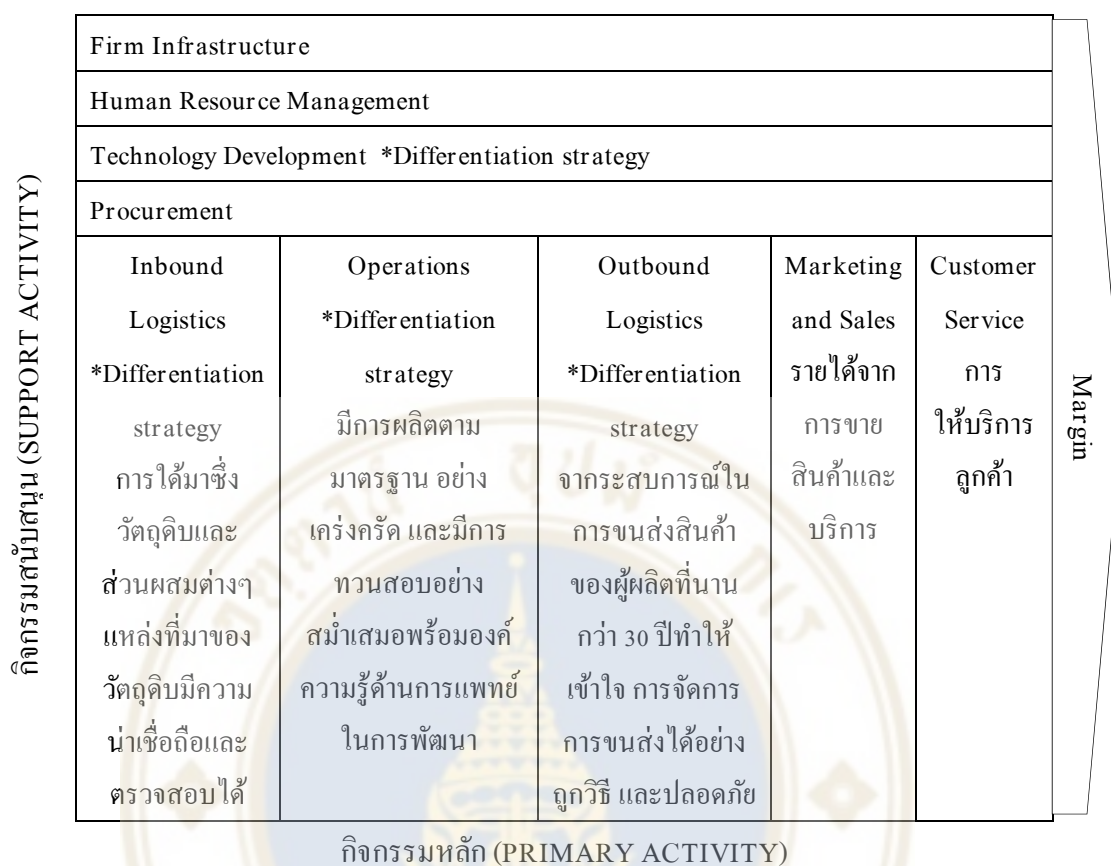 Firm Infrastructure
Human Resource Management
Technology Development *Differentiation strategy
Procurement
กิจกรรมสนับสนุน (SUPPORT ACTIVITY)
Inbound
Logistics
*Differentiation
strategy
การได้มาซึ่ง
วัตถุดิบและ
ส่วนผสมต่างๆ
แหล่งที่มาของ
วัตถุดิบมีความ
น่าเชื่อถือและ
ตรวจสอบได้
Operations
*Differentiation
strategy
มีการผลิตตาม
มาตรฐาน อย่าง
เคร่งครัด และมีการ
ทวนสอบอย่าง
สม่ำเสมอพร้อมองค์
ความรู้ด้านการแพทย์
ในการพัฒนา
Outbound
Logistics
*Differentiation
strategy
จากระสบการณ์ใน
การขนส่งสินค้า
ของผู้ผลิตที่นาน
กว่า 30 ปีทำให้
เข้าใจ การจัดการ
การขนส่งได้อย่าง
ถูกวิธี และปลอดภัย
Marketing
and Sales
รายได้จาก
การขาย
สินค้าและ
บริการ
Customer
Service
การ
ให้บริการ
ลูกค้า
Margin
กิจกรรมหลัก (PRIMARY ACTIVITY)